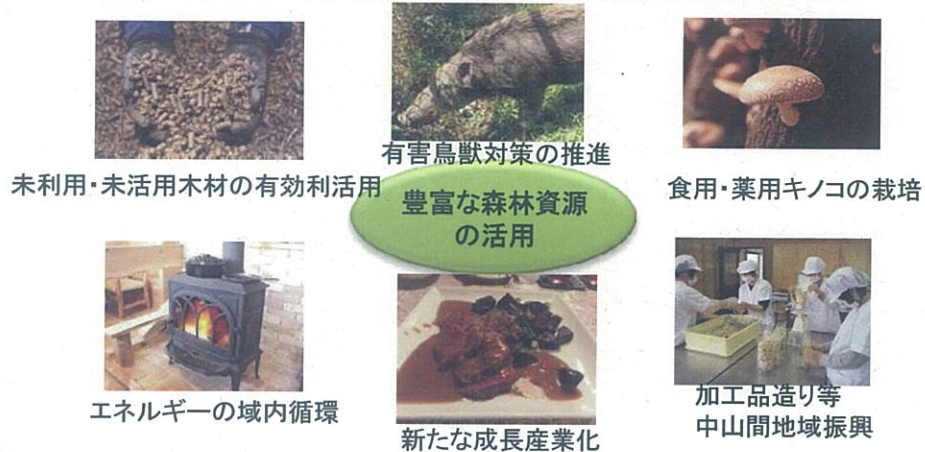 有害鳥獣対策の推進
未利用・未活用木材の有効利活用
豊富な森林資源
の活用
食用・薬用キノコの栽培
エネルギーの域内循環
新たな成長産業化
加工品造り等
中山間地域振興